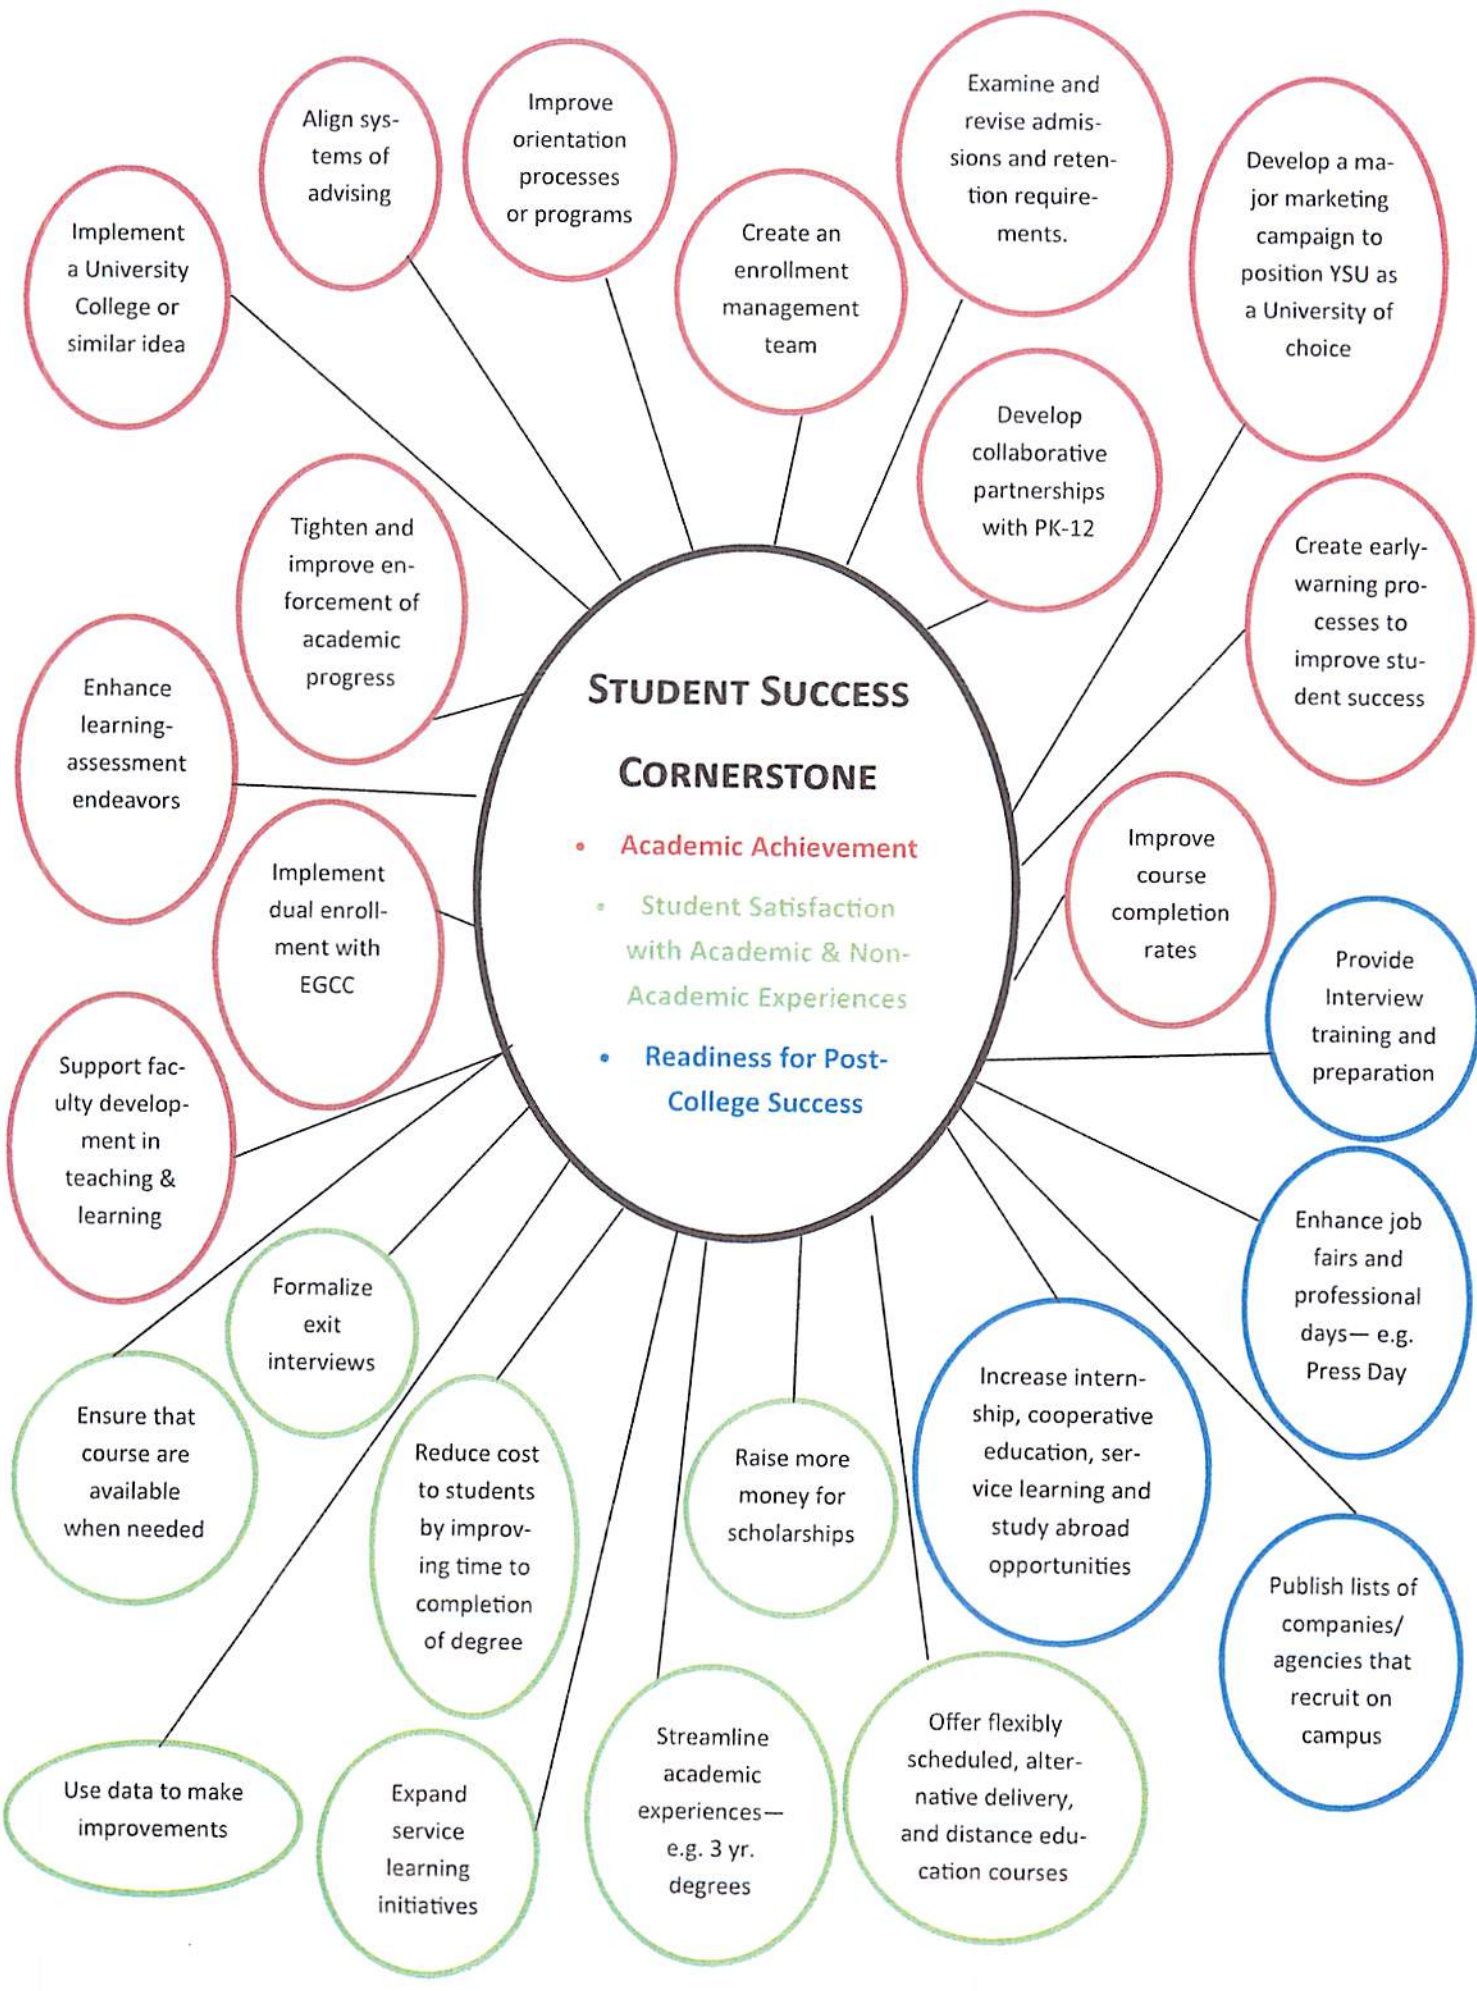 Align sys-
tems of
advising
Improve
orientation
processes
or programs
Examine and
revise admis-
sions and reten-
tion require-
ments.
Develop a ma-
jor marketing
campaign to
position YSU as
a University of
choice
Implement
a University
College or
similar idea
Create an
enrollment
management
team
Develop
collaborative
partnerships
with PK-12
Tighten and
improve en-
forcement of
academic
progress
Create early-
warning pro-
cesses to
improve stu-
dent success
Enhance
learning-
assessment
endeavors
STUDENT SUCCESS
CORNERSTONE
• Academic Achievement
• Student Satisfaction
with Academic & Non-
Academic Experiences
• Readiness for Post-
College Success
Implement
dual enroll-
ment with
EGCC
Improve
course
completion
rates
Provide
Interview
training and
preparation
Support fac-
ulty develop-
ment in
teaching &
learning
Enhance job
fairs and
professional
days— e.g.
Press Day
Formalize
exit
interviews
Ensure that
course are
available
when needed
Reduce cost
to students
by improv-
ing time to
completion
of degree
Raise more
money for
scholarships
Increase intern-
ship, cooperative
education, ser-
vice learning and
study abroad
opportunities
Publish lists of
companies/
agencies that
recruit on
campus
Use data to make
improvements
Expand
service
learning
initiatives
Streamline
academic
experiences—
e.g. 3 yr.
degrees
Offer flexibly
scheduled, alter-
native delivery,
and distance edu-
cation courses